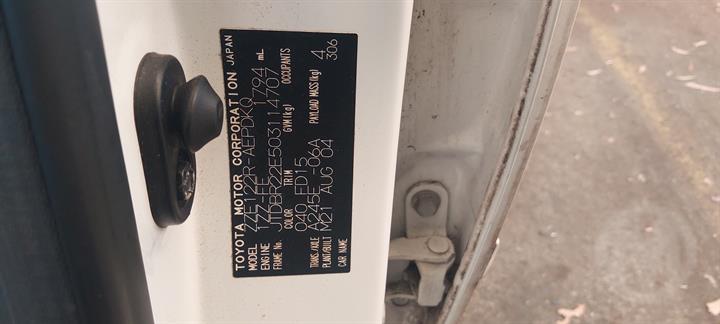 TOYOTA MOTOR CORPORATION JAPAN
MODEL ZZE122R-AEPDKQ
ENGINE 1ZZ-FE 1794 mL
FRAME No. JTDBR22E503114707
COLOR TRIM GVM(kg) OCCUPANTS
040 FD15 4
TRANS./AXLE A245E -06A PAYLOAD MASS(kg) 306
PLANT/BUILT M21 AUG 04
CAR NAME